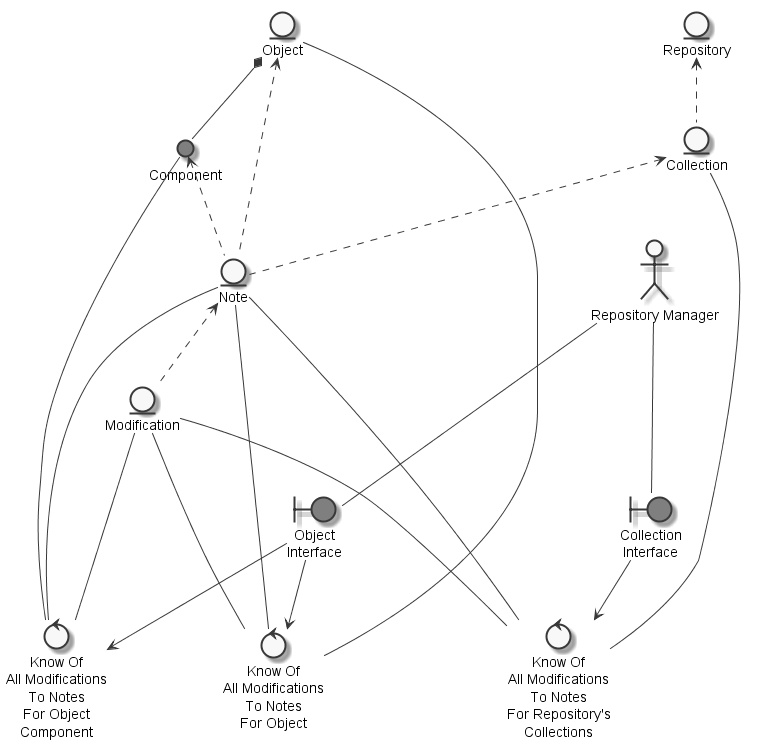 Object
Repository
Component
Collection
Note
Repository Manager
Modification
Object
Interface
Collection
Interface
Know Of
All Modifications
To Notes
For Object
Component
Know Of
All Modifications
To Notes
For Object
Know Of
All Modifications
To Notes
For Repository's
Collections